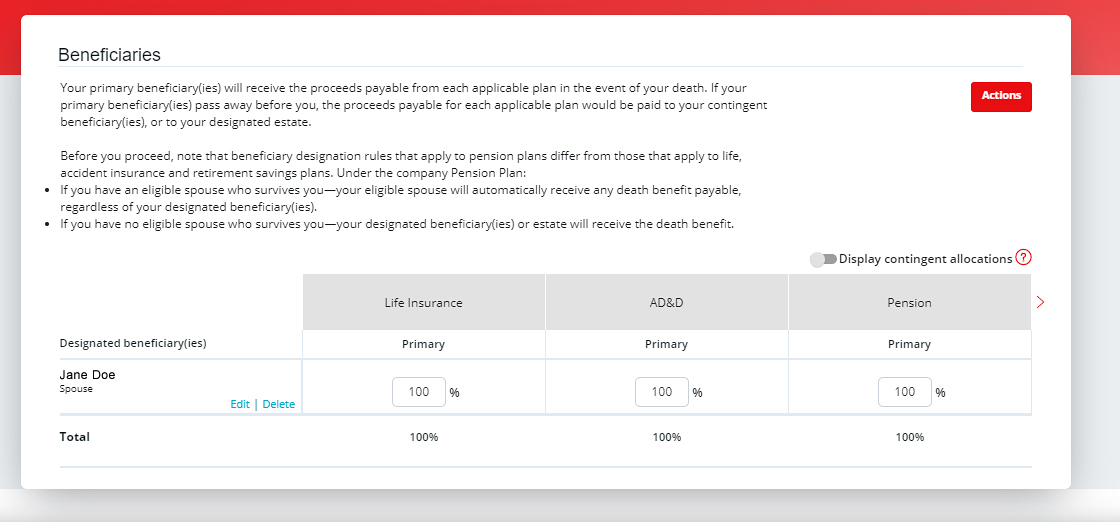 Beneficiaries
Your primary beneficiary(ies) will receive the proceeds payable from each applicable plan in the event of your death. If your
primary beneficiary(ies) pass away before you, the proceeds payable for each applicable plan would be paid to your contingent
beneficiary(ies), or to your designated estate.
Actions
Before you proceed, note that beneficiary designation rules that apply to pension plans differ from those that apply to life,
accident insurance and retirement savings plans. Under the company Pension Plan:
• If you have an eligible spouse who survives you—your eligible spouse will automatically receive any death benefit payable,
regardless of your designated beneficiary(ies).
• If you have no eligible spouse who survives you—your designated beneficiary(ies) or estate will receive the death benefit.
Display contingent allocations ?
Life Insurance AD&D Pension
Designated beneficiary(ies) Primary Primary Primary
Jane Doe
Spouse
100 % 100 % 100 %
Edit | Delete
Total 100% 100% 100%